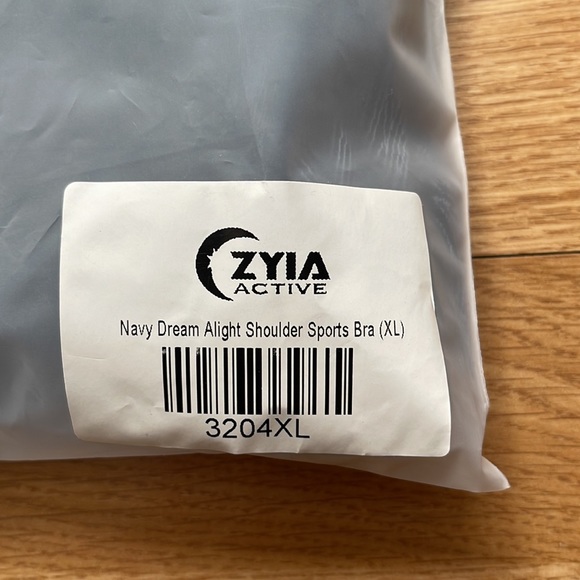 ZYIA
ACTIVE
Navy Dream Alight Shoulder Sports Bra (XL)
3204XL